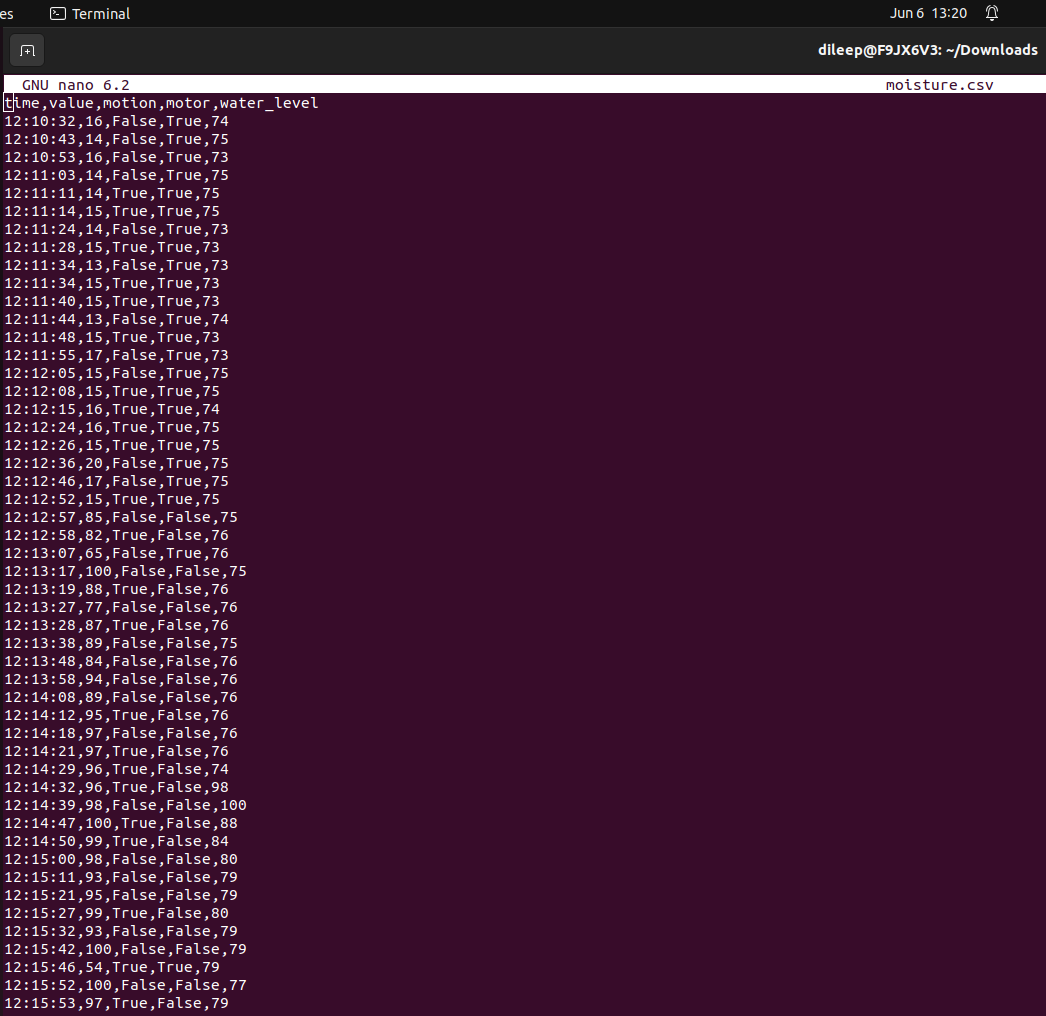 es Terminal Jun 6 13:20
dileep@F9JX6V3: ~/Downloads
GNU nano 6.2 moisture.csv
time,value,motion,motor,water_level
12:10:32,16,False,True,74
12:10:43,14,False,True,75
12:10:53,16,False,True,73
12:11:03,14,False,True,75
12:11:11,14,True,True,75
12:11:14,15,True,True,75
12:11:24,14,False,True,73
12:11:28,15,True,True,73
12:11:34,13,False,True,73
12:11:34,15,True,True,73
12:11:40,15,True,True,73
12:11:44,13,False,True,74
12:11:48,15,True,True,73
12:11:55,17,False,True,73
12:12:05,15,False,True,75
12:12:08,15,True,True,75
12:12:15,16,True,True,74
12:12:24,16,True,True,75
12:12:26,15,True,True,75
12:12:36,20,False,True,75
12:12:46,17,False,True,75
12:12:52,15,True,True,75
12:12:57,85,False,False,75
12:12:58,82,True,False,76
12:13:07,65,False,True,76
12:13:17,100,False,False,75
12:13:19,88,True,False,76
12:13:27,77,False,False,76
12:13:28,87,True,False,76
12:13:38,89,False,False,75
12:13:48,84,False,False,76
12:13:58,94,False,False,76
12:14:08,89,False,False,76
12:14:12,95,True,False,76
12:14:18,97,False,False,76
12:14:21,97,True,False,76
12:14:29,96,True,False,74
12:14:32,96,True,False,98
12:14:39,98,False,False,100
12:14:47,100,True,False,88
12:14:50,99,True,False,84
12:15:00,98,False,False,80
12:15:11,93,False,False,79
12:15:21,95,False,False,79
12:15:27,99,True,False,80
12:15:32,93,False,False,79
12:15:42,100,False,False,79
12:15:46,54,True,True,79
12:15:52,100,False,False,77
12:15:53,97,True,False,79